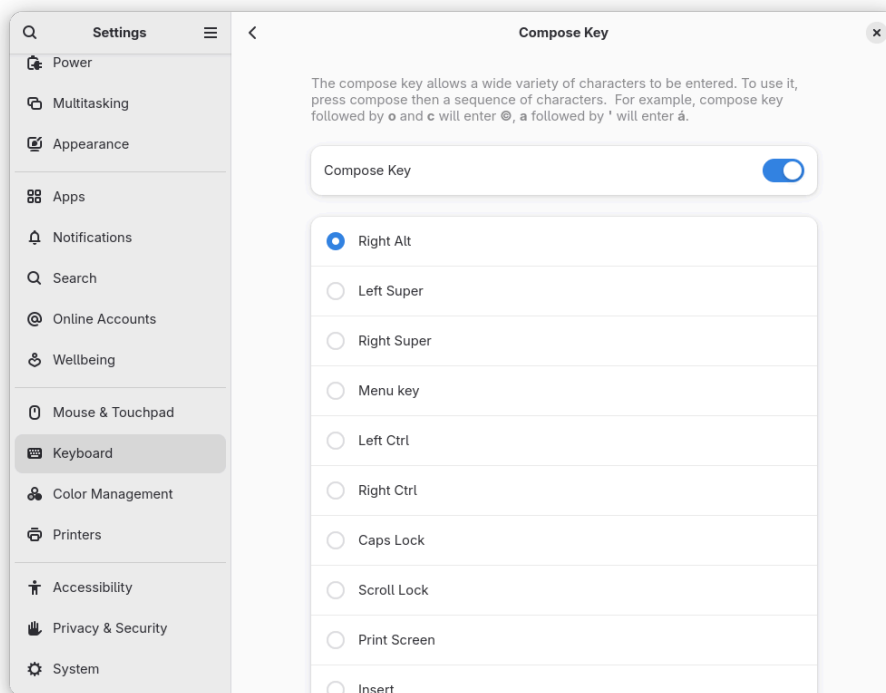 Settings
Power
Multitasking
Appearance
Apps
Notifications
Search
Online Accounts
Wellbeing
Mouse & Touchpad
Keyboard
Color Management
Printers
Accessibility
Privacy & Security
System
Compose Key
The compose key allows a wide variety of characters to be entered. To use it,
press compose then a sequence of characters.  For example, compose key
followed by o and c will enter ©, a followed by ' will enter á.
Compose Key
Right Alt
Left Super
Right Super
Menu key
Left Ctrl
Right Ctrl
Caps Lock
Scroll Lock
Print Screen
Insert